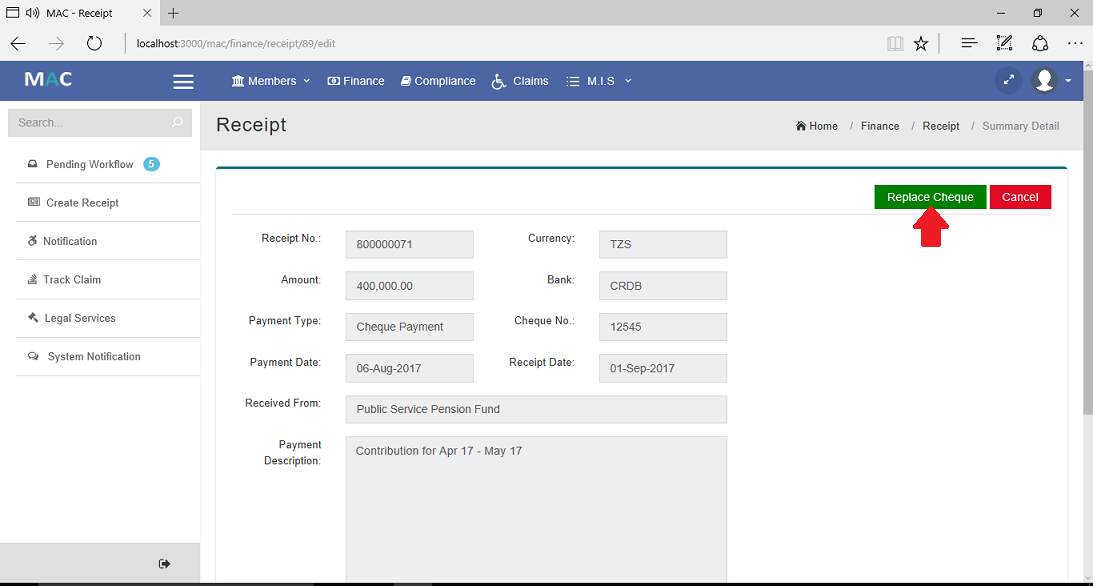 MAC - Receipt
localhost:3000/mac/finance/receipt/89/edit
MAC
Members Finance Compliance Claims M.I.S
Search...
Pending Workflow 5
Create Receipt
Notification
Track Claim
Legal Services
System Notification
Receipt
Home / Finance / Receipt / Summary Detail
Replace Cheque Cancel
Receipt No.: 800000071 Currency: TZS
Amount: 400,000.00 Bank: CRDB
Payment Type: Cheque Payment Cheque No.: 12545
Payment Date: 06-Aug-2017 Receipt Date: 01-Sep-2017
Received From: Public Service Pension Fund
Payment
Description:
Contribution for Apr 17 - May 17